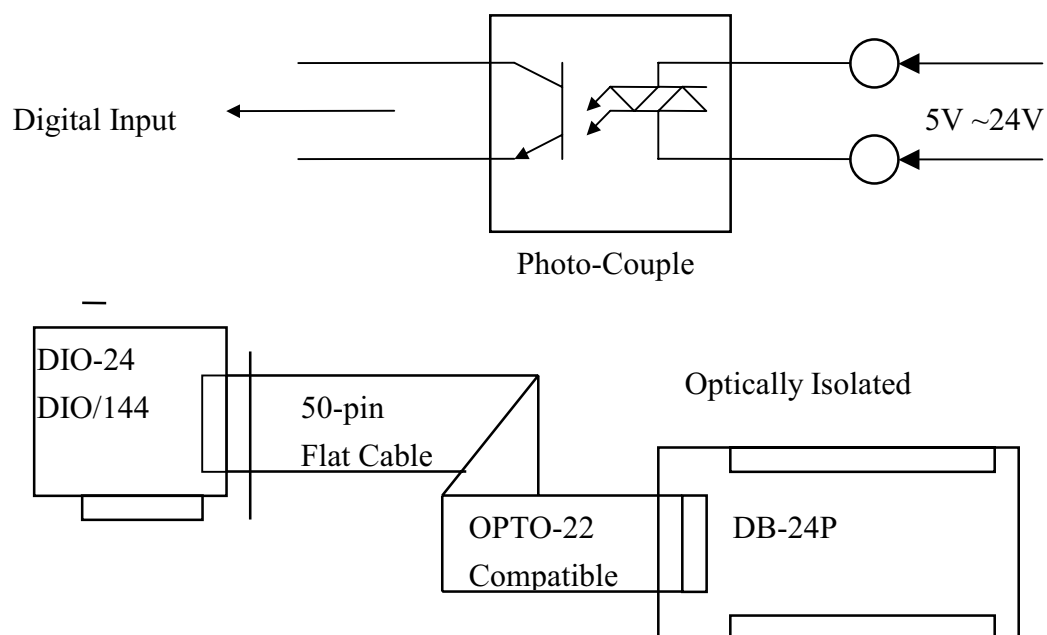 Digital Input
5V ~24V
Photo-Couple
DIO-24
DIO/144
50-pin
Flat Cable
Optically Isolated
OPTO-22
Compatible
DB-24P